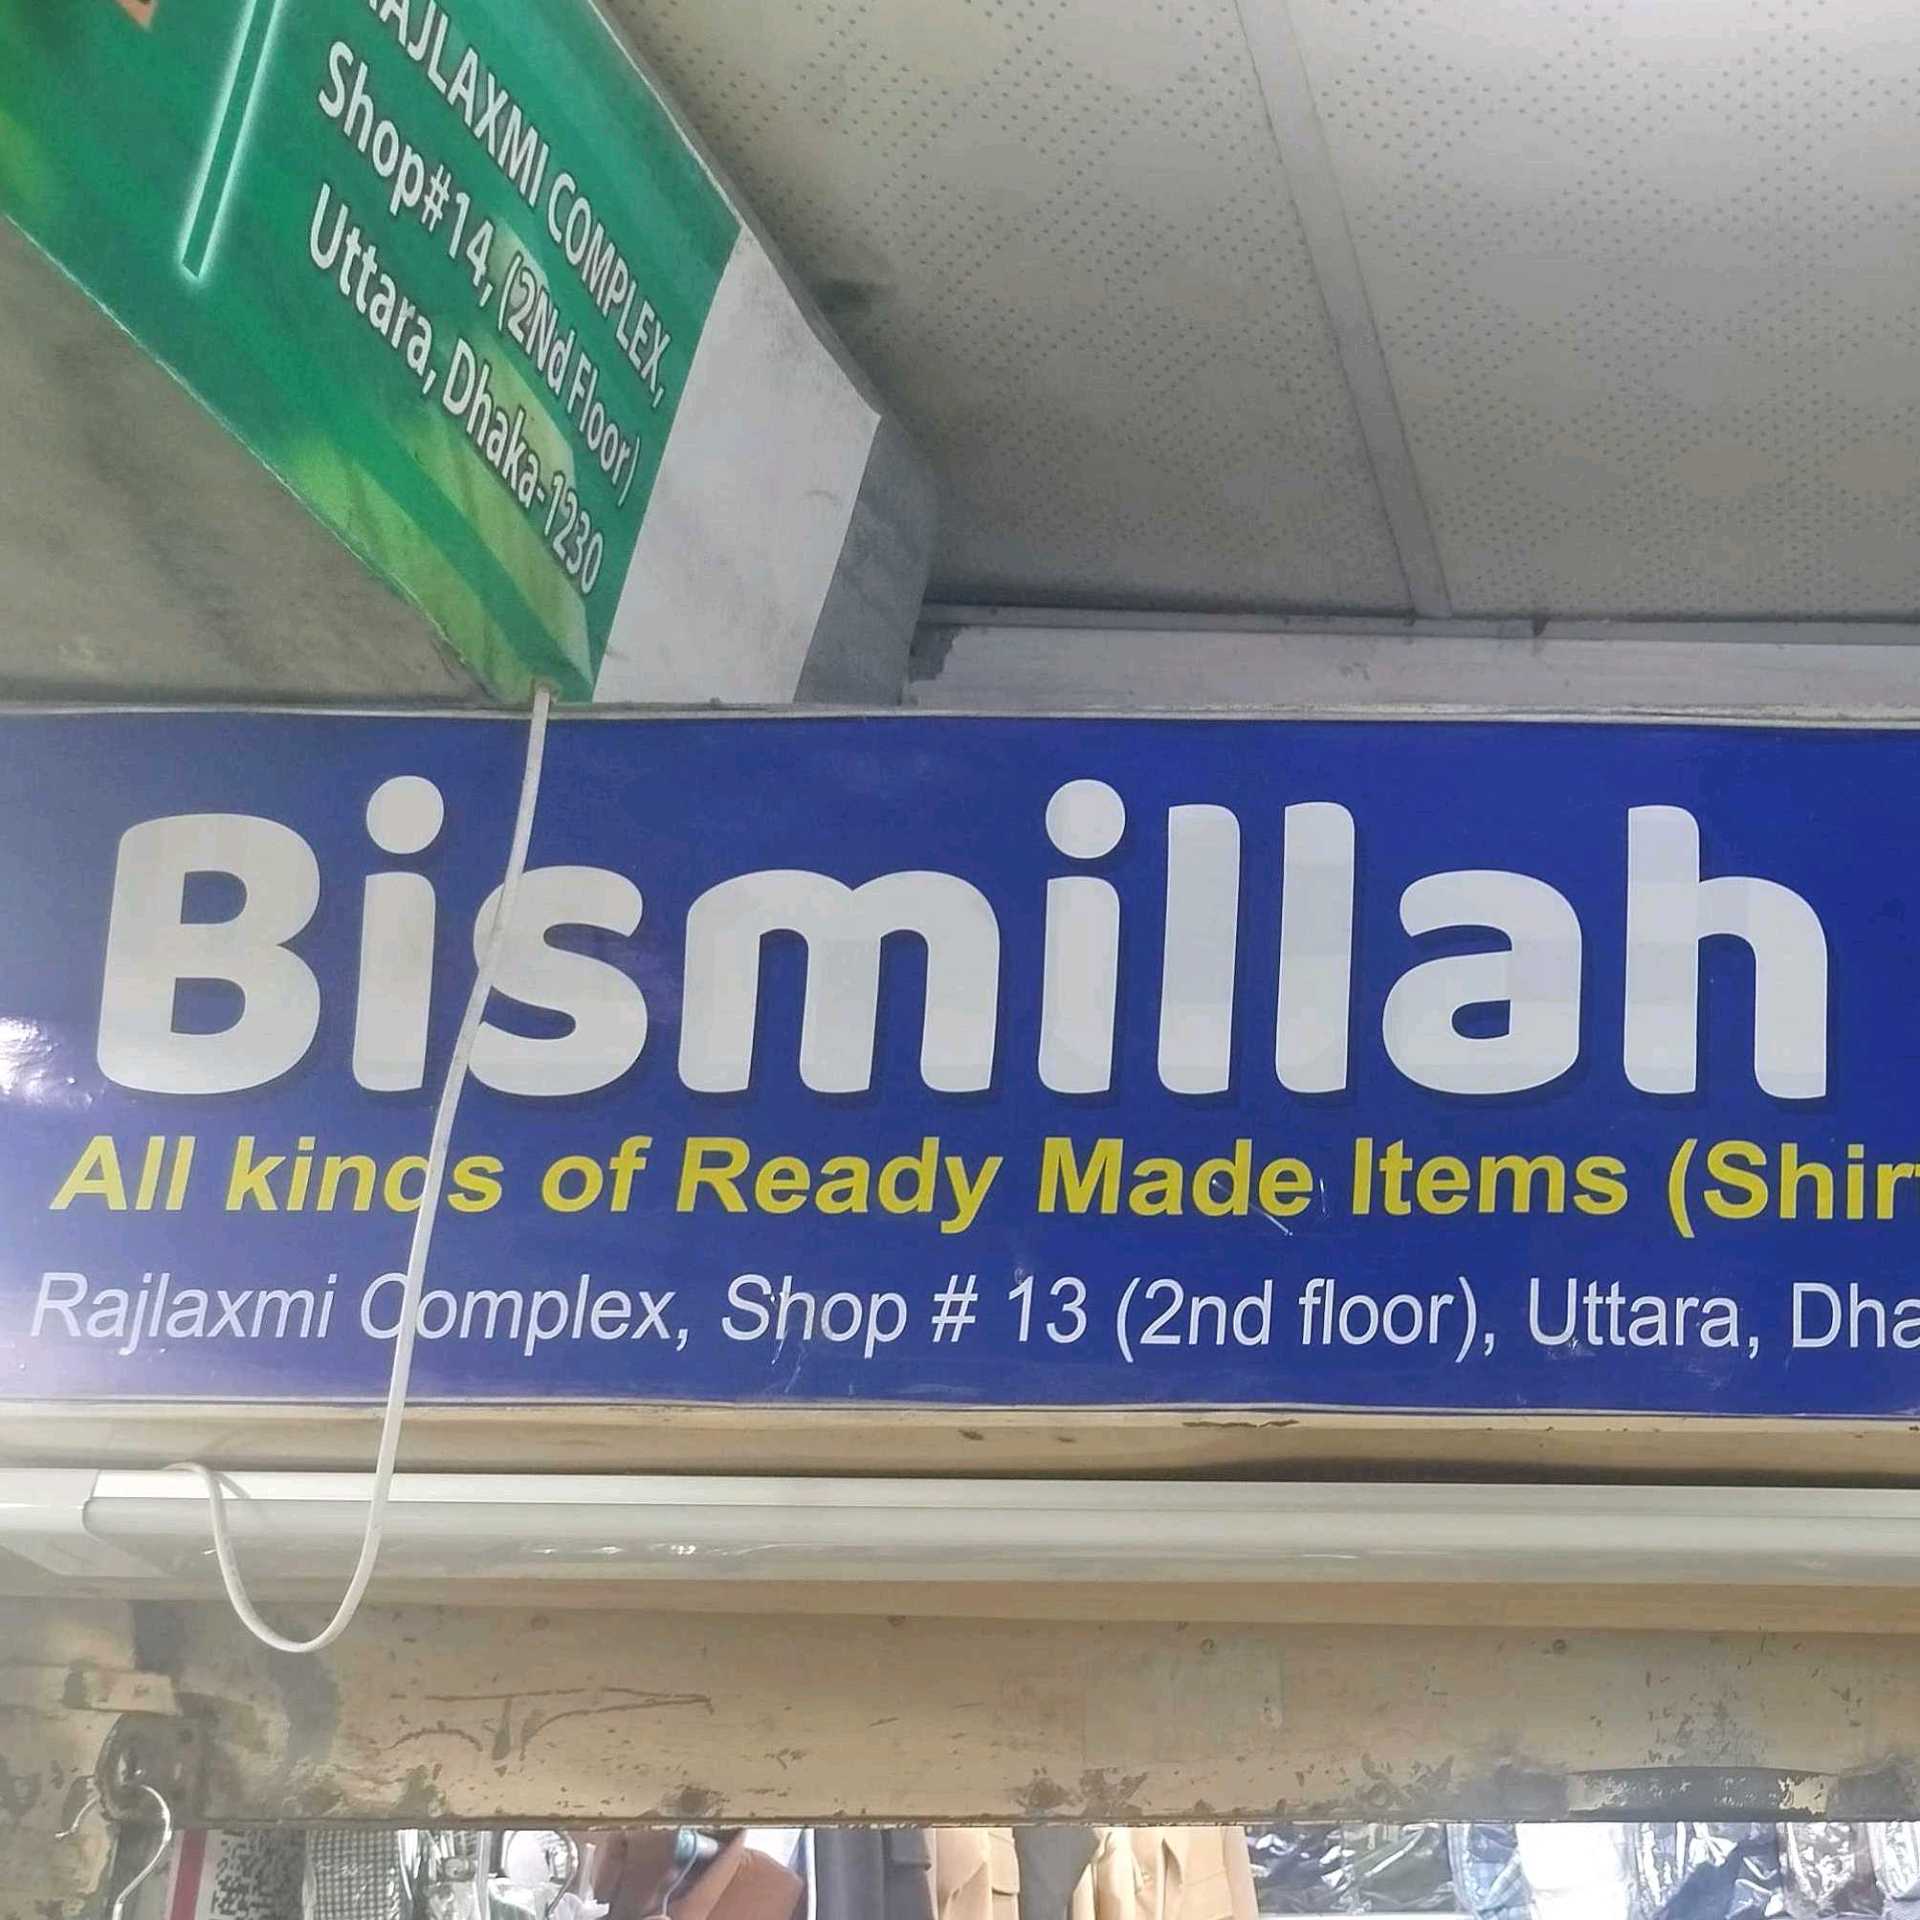 RAJLAXMI COMPLEX,
Shop#14, (2Nd Floor)
Uttara, Dhaka-1230
Bismillah
All kinds of Ready Made Items (Shirt
Rajlaxmi Complex, Shop # 13 (2nd floor), Uttara, Dha